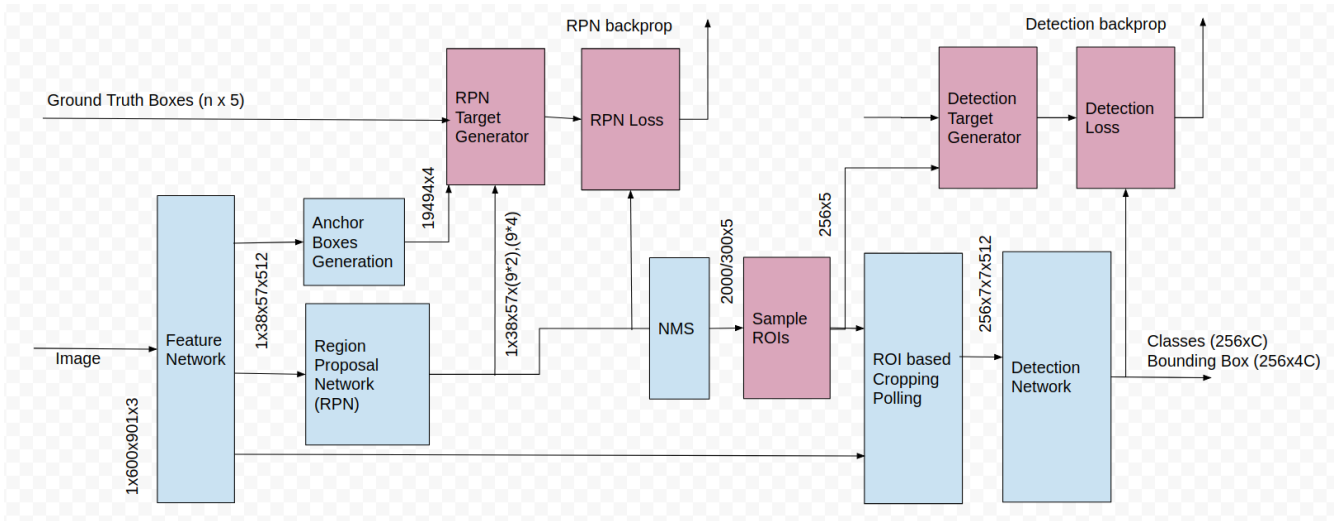 RPN backprop
Detection backprop
Ground Truth Boxes (n x 5)
RPN
Target
Generator
RPN Loss
Detection
Target
Generator
Detection
Loss
19494x4
1x38x57x(9*2),(9*4)
256x5
2000/300x5
256x7x7x512
1x38x57x512
Anchor
Boxes
Generation
Image
Feature
Network
Region
Proposal
Network
(RPN)
NMS
Sample
ROIs
ROI based
Cropping
Polling
Detection
Network
Classes (256xC)
Bounding Box (256x4C)
1x600x901x3